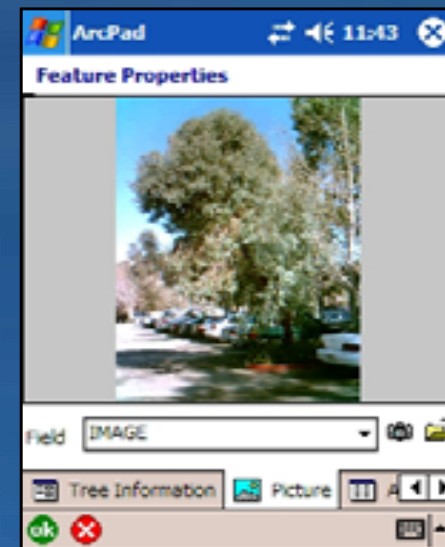 ArcPad 11:43
Feature Properties
Field IMAGE
Tree Information Picture A
ok